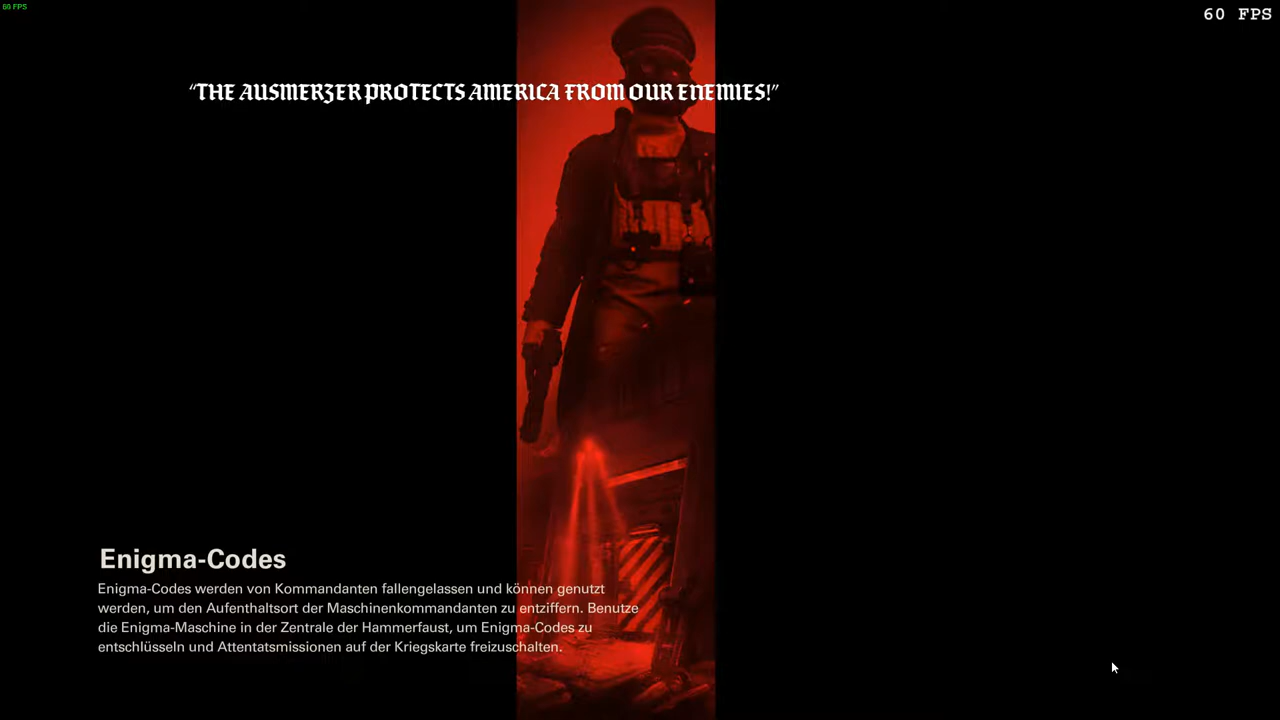 60 FPS
60 FPS
“THE AUSMERZER PROTECTS AMERICA FROM OUR ENEMIES!”
Enigma-Codes
Enigma-Codes werden von Kommandanten fallengelassen und können genutzt
werden, um den Aufenthaltsort der Maschinenkommandanten zu entziffern. Benutze
die Enigma-Maschine in der Zentrale der Hammerfaust, um Enigma-Codes zu
entschlüsseln und Attentatsmissionen auf der Kriegskarte freizuschalten.